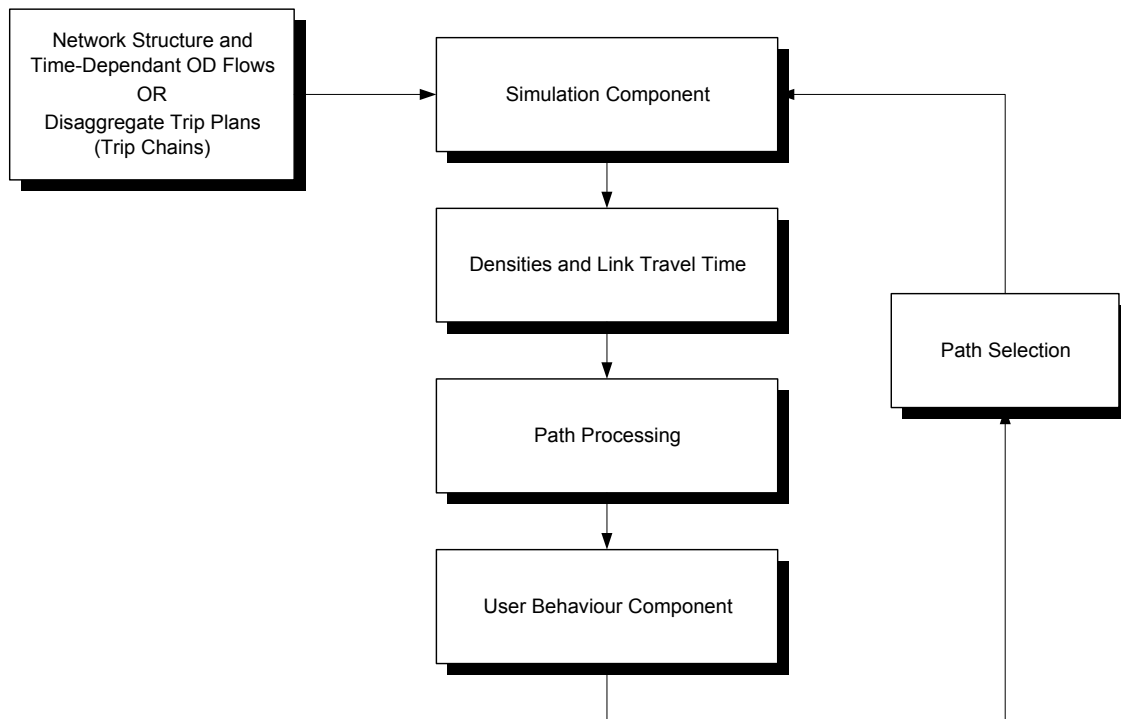 Network Structure and
Time-Dependant OD Flows
OR
Disaggregate Trip Plans
(Trip Chains)
Simulation Component
Densities and Link Travel Time
Path Selection
Path Processing
User Behaviour Component